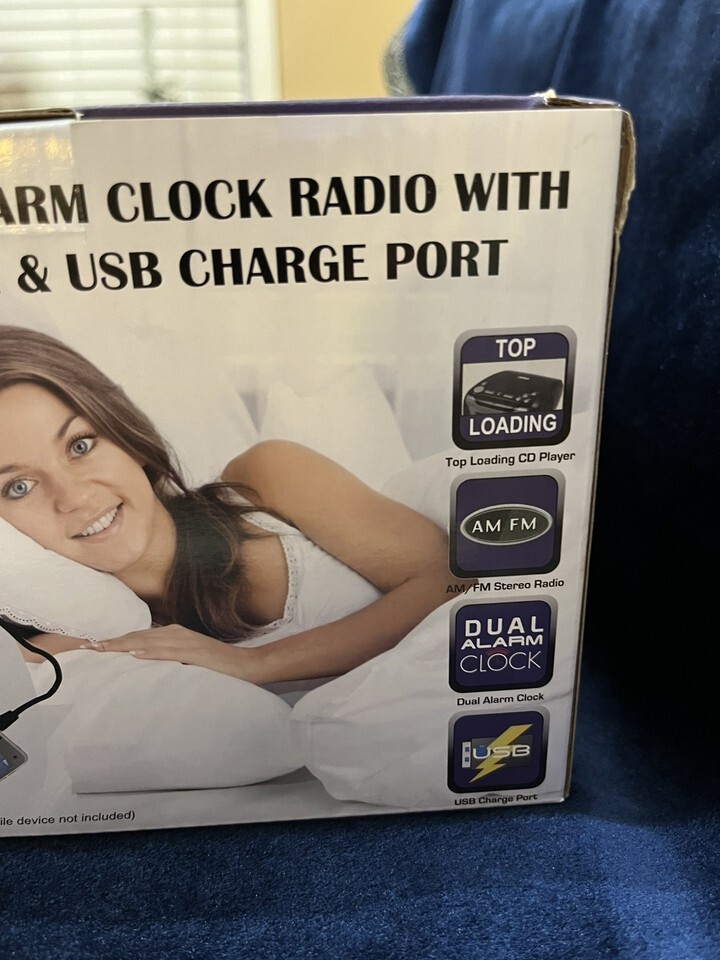 ARM CLOCK RADIO WITH
& USB CHARGE PORT
TOP
LOADING
Top Loading CD Player
AM FM
AM/FM Stereo Radio
DUAL
ALARM
CLOCK
Dual Alarm Clock
USB
USB Charge Port
ile device not included)